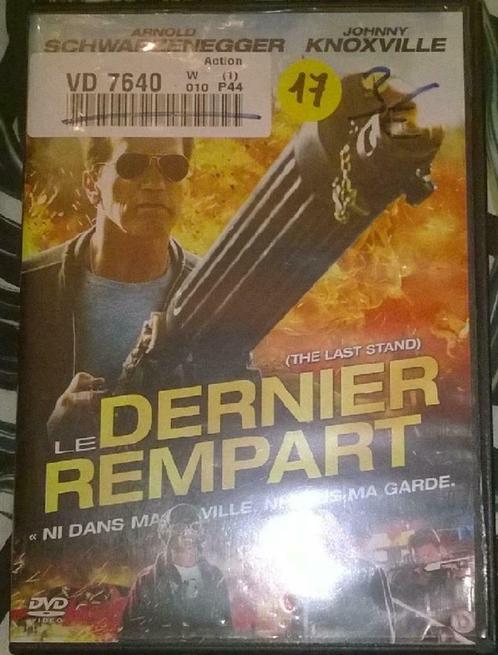 ARNOLD
SCHWARZENEGGER
JOHNNY
KNOXVILLE
Action
VD 7640
W (1)
010 P44
17
(THE LAST STAND)
LE DERNIER
REMPART
« NI DANS MA VILLE, MA GARDE.
DVD
VIDEO